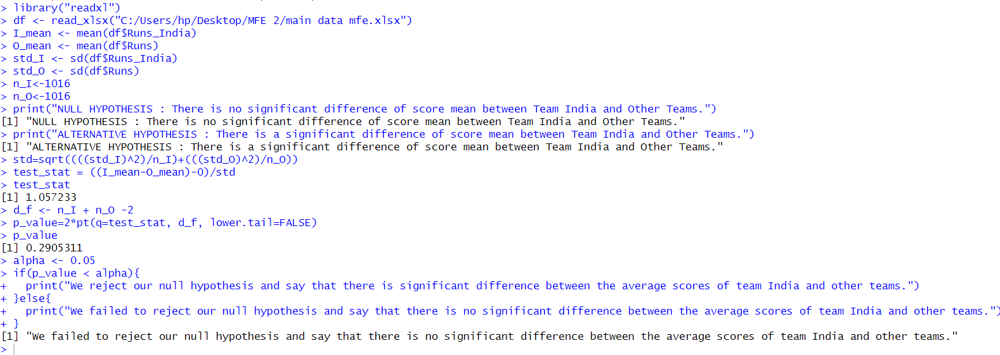 > library("readxl")
> df <- read_xlsx("C:/Users/hp/Desktop/MFE 2/main data mfe.xlsx")
> I_mean <- mean(df$Runs_India)
> O_mean <- mean(df$Runs)
> std_I <- sd(df$Runs_India)
> std_O <- sd(df$Runs)
> n_I<-1016
> n_O<-1016
> print("NULL HYPOTHESIS : There is no significant difference of score mean between Team India and Other Teams.")
[1] "NULL HYPOTHESIS : There is no significant difference of score mean between Team India and Other Teams."
> print("ALTERNATIVE HYPOTHESIS : There is a significant difference of score mean between Team India and Other Teams.")
[1] "ALTERNATIVE HYPOTHESIS : There is a significant difference of score mean between Team India and Other Teams."
> std=sqrt((((std_I)^2)/n_I)+(((std_O)^2)/n_O))
> test_stat = ((I_mean-O_mean)-0)/std
> test_stat
[1] 1.057233
> d_f <- n_I + n_O -2
> p_value=2*pt(q=test_stat, d_f, lower.tail=FALSE)
> p_value
[1] 0.2905311
> alpha <- 0.05
> if(p_value < alpha){
+   print("We reject our null hypothesis and say that there is significant difference between the average scores of team India and other teams.")
+ }else{
+   print("We failed to reject our null hypothesis and say that there is no significant difference between the average scores of team India and other teams.")
+ }
[1] "We failed to reject our null hypothesis and say that there is no significant difference between the average scores of team India and other teams."
>